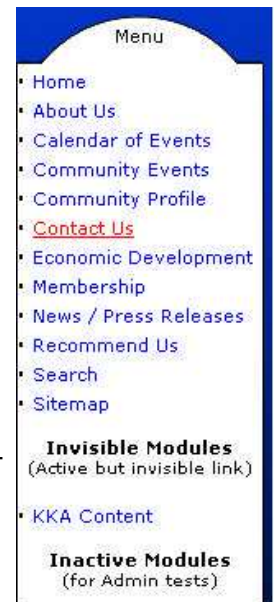 Menu
Home
About Us
Calendar of Events
Community Events
Community Profile
Contact Us
Economic Development
Membership
News / Press Releases
Recommend Us
Search
Sitemap
Invisible Modules
(Active but invisible link)
KKA Content
Inactive Modules
(for Admin tests)